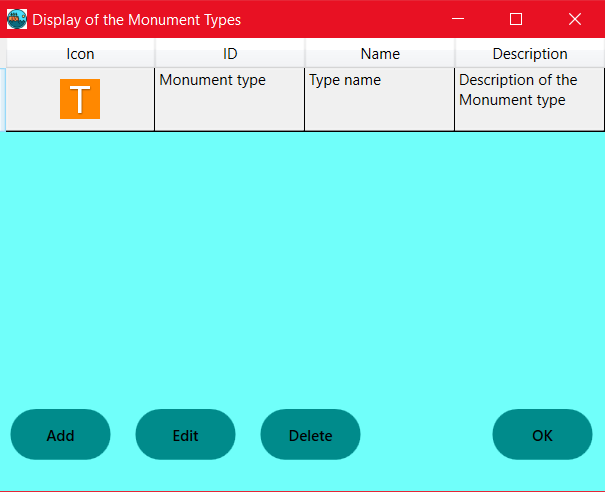 Display of the Monument Types
Icon ID Name Description
T Monument type Type name Description of the
Monument type
Add Edit Delete OK